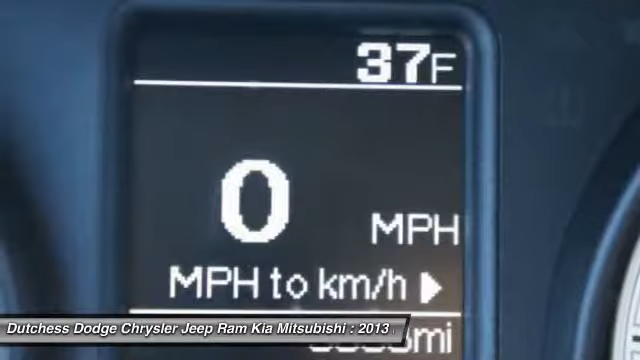 37F
0 MPH
MPH to km/h ▶
mi
Dutchess Dodge Chrysler Jeep Ram Kia Mitsubishi : 2013